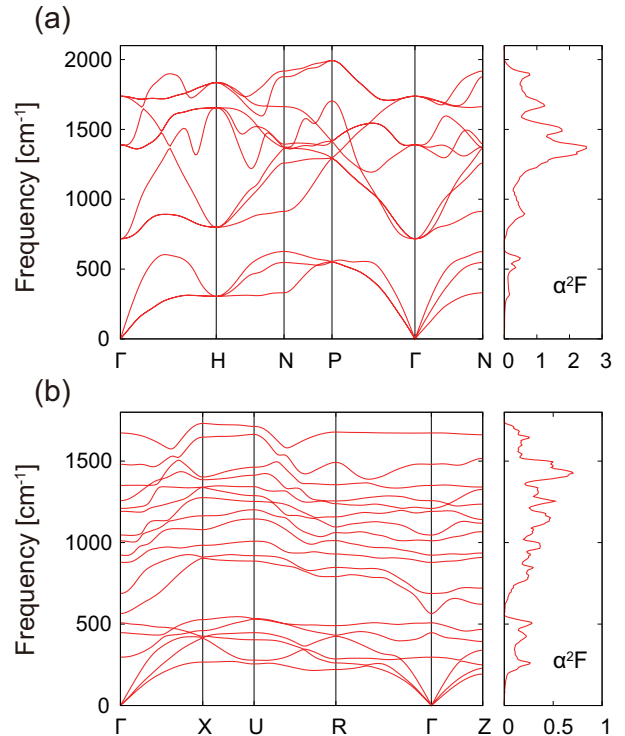 (a)
Frequency [cm⁻¹]
2000
1500
1000
500
0
Γ H N P Γ N
α²F
0 1 2 3
(b)
Frequency [cm⁻¹]
1500
1000
500
0
Γ X U R Γ Z
α²F
0 0.5 1